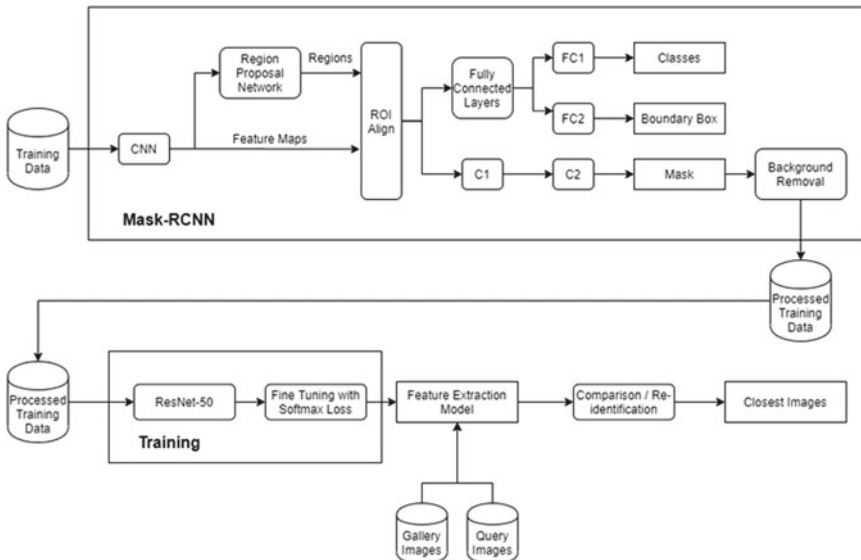 Region
Proposal
Network
Regions
Feature Maps
Training
Data
CNN
ROI
Align
Fully
Connected
Layers
FC1
Classes
FC2
Boundary Box
C1
C2
Mask
Background
Removal
Mask-RCNN
Processed
Training
Data
Processed
Training
Data
ResNet-50
Fine Tuning with
Softmax Loss
Training
Feature Extraction
Model
Comparison / Re-
identification
Closest Images
Gallery
Images
Query
Images